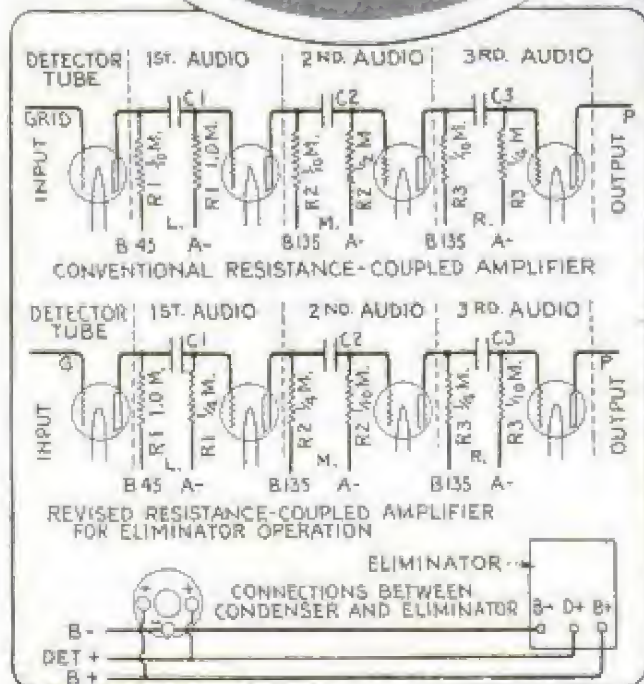 DETECTOR TUBE 1ST. AUDIO 2ND. AUDIO 3RD. AUDIO
GRID C1 C2 C3 P
INPUT R1 1/10 M. R1 1.0 M. R2 1/10 M. R2 1/2 M R3 1/10 M. R3 1/4 M. OUTPUT
L. M. R.
B 45 A- B135 A- B135 A-
CONVENTIONAL RESISTANCE-COUPLED AMPLIFIER
DETECTOR TUBE 1ST. AUDIO 2ND. AUDIO 3RD. AUDIO
G C1 C2 C3 P
INPUT R1 1.0 M. R1 1/4 M. R2 1/4 M. R2 1/10 M. R3 1/4 M. R3 1/10 M. OUTPUT
L. M. R.
B45 A- B135 A- B135 A-
REVISED RESISTANCE-COUPLED AMPLIFIER
FOR ELIMINATOR OPERATION
ELIMINATOR
CONNECTIONS BETWEEN
CONDENSER AND ELIMINATOR
+ + B- D+ B+
B-
DET +
B +